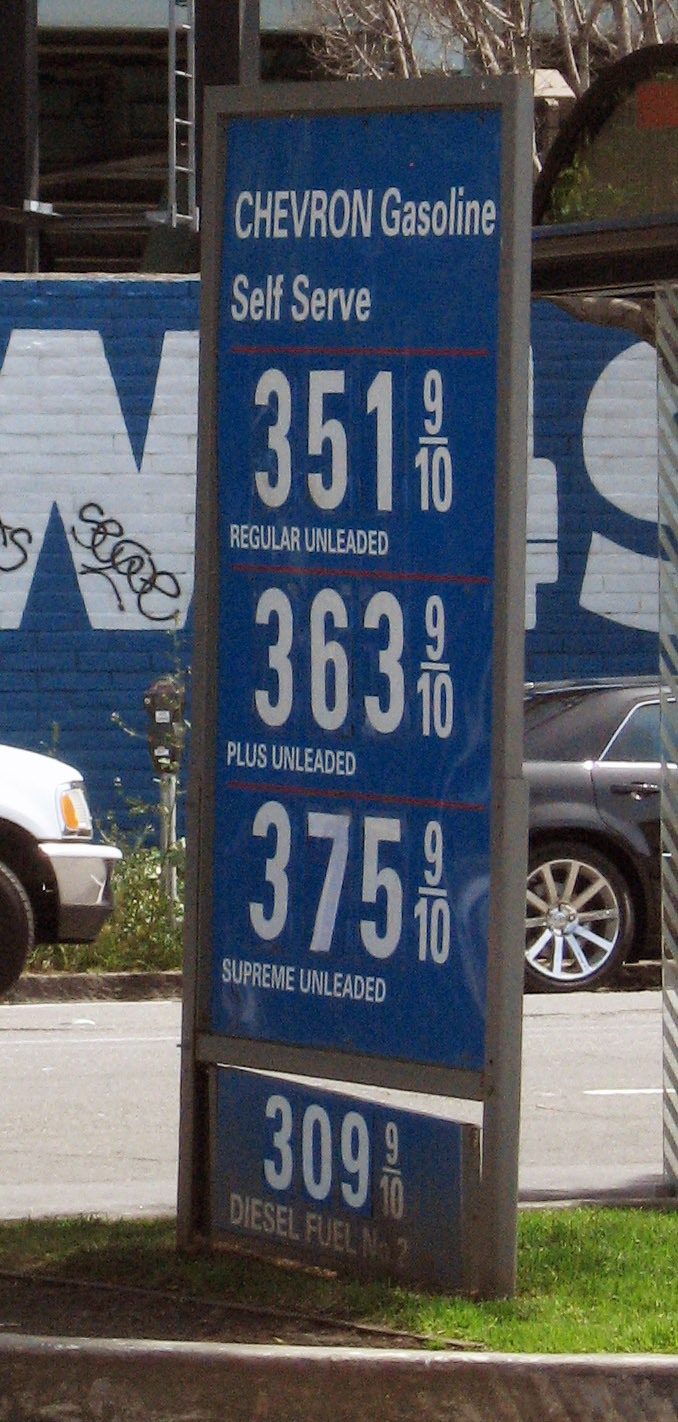 CHEVRON Gasoline
Self Serve
351 9/10
REGULAR UNLEADED
363 9/10
PLUS UNLEADED
375 9/10
SUPREME UNLEADED
309 9/10
DIESEL FUEL No. 2